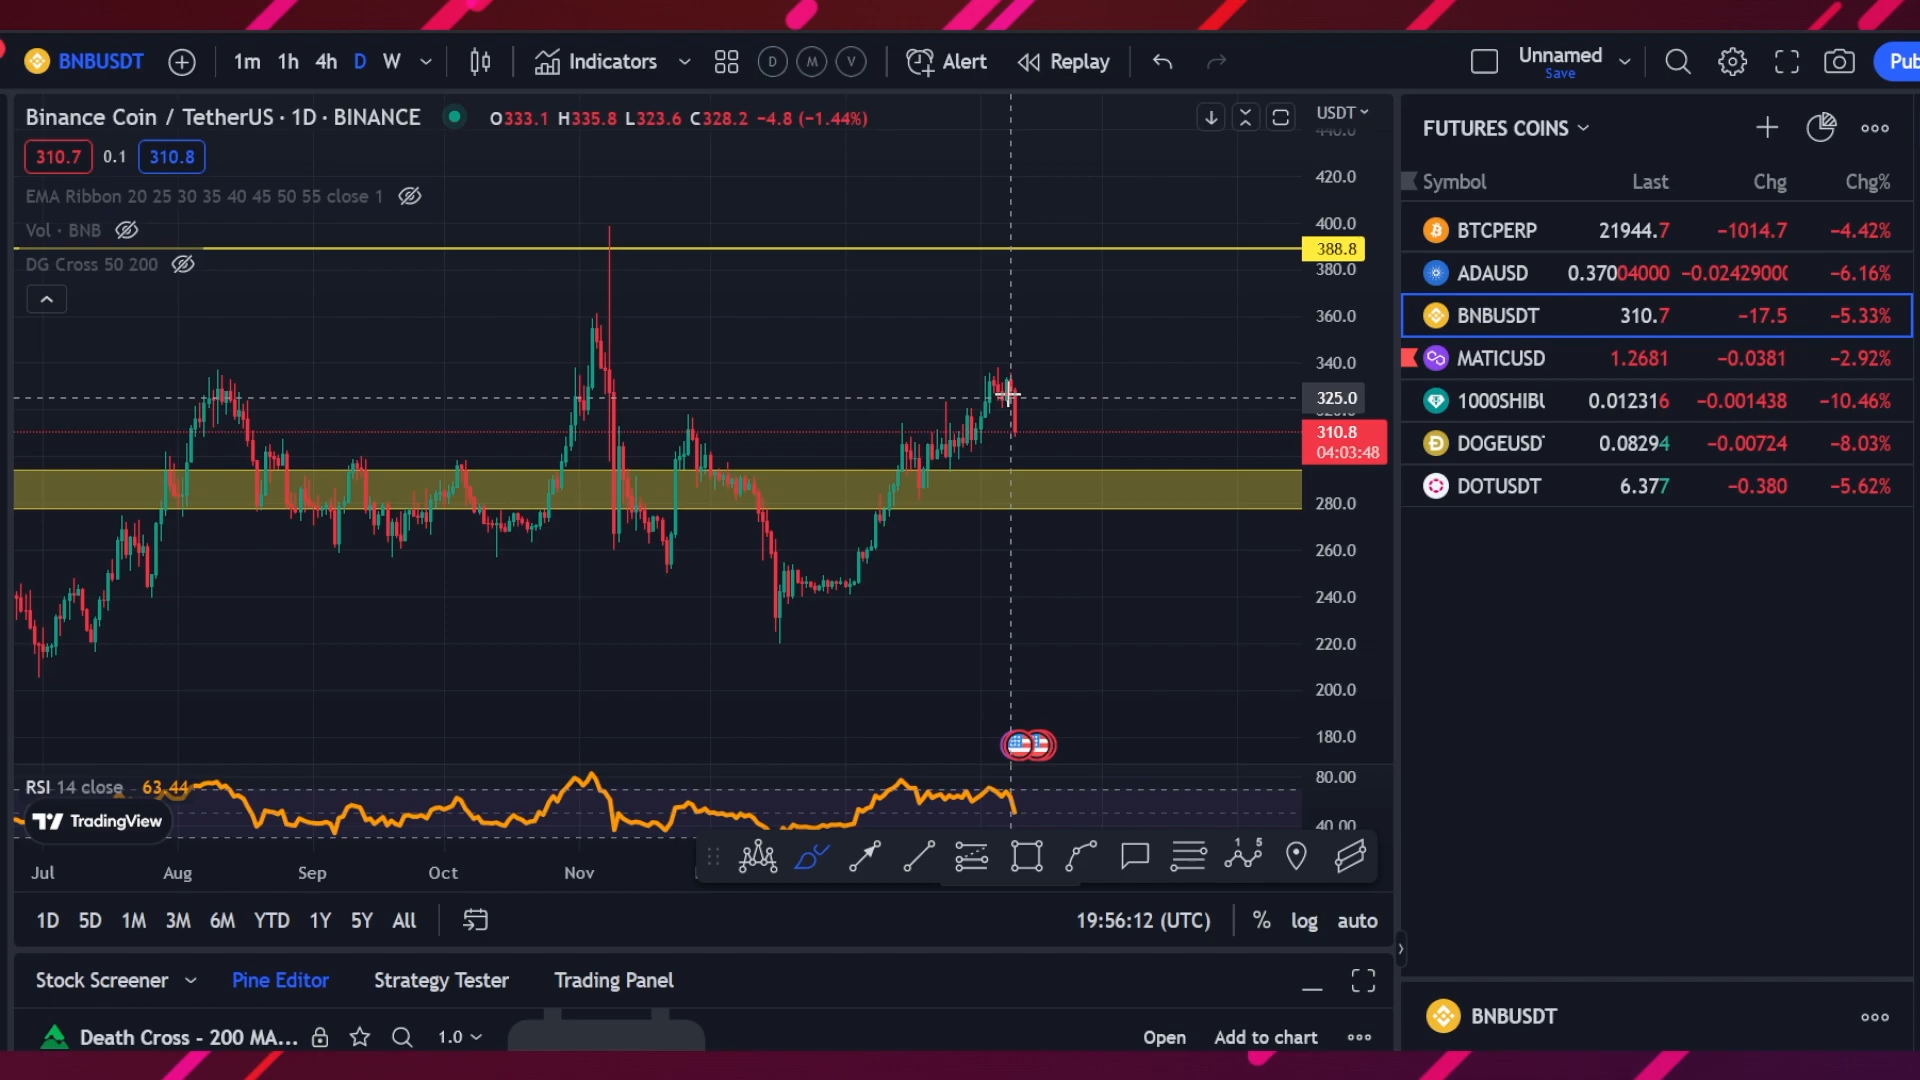 BNBUSDT 1m 1h 4h D W Indicators D M V Alert Replay Unnamed Save Pub
Binance Coin / TetherUS · 1D · BINANCE O333.1 H335.8 L323.6 C328.2 −4.8 (−1.44%)
USDT
310.7 0.1 310.8
EMA Ribbon 20 25 30 35 40 45 50 55 close 1
Vol · BNB
DG Cross 50 200
440.0
420.0
400.0
388.8
380.0
360.0
340.0
325.0
320.0
310.8
04:03:48
280.0
260.0
240.0
220.0
200.0
180.0
RSI 14 close 63.44
80.00
40.00
TradingView
Jul Aug Sep Oct Nov
1D 5D 1M 3M 6M YTD 1Y 5Y All 19:56:12 (UTC) % log auto
Stock Screener Pine Editor Strategy Tester Trading Panel
Death Cross - 200 MA... 1.0 Open Add to chart
FUTURES COINS
Symbol Last Chg Chg%
BTCPERP 21944.7 −1014.7 −4.42%
ADAUSD 0.37004000 −0.02429000 −6.16%
BNBUSDT 310.7 −17.5 −5.33%
MATICUSD 1.2681 −0.0381 −2.92%
1000SHIBU 0.012316 −0.001438 −10.46%
DOGEUSDT 0.08294 −0.00724 −8.03%
DOTUSDT 6.377 −0.380 −5.62%
BNBUSDT